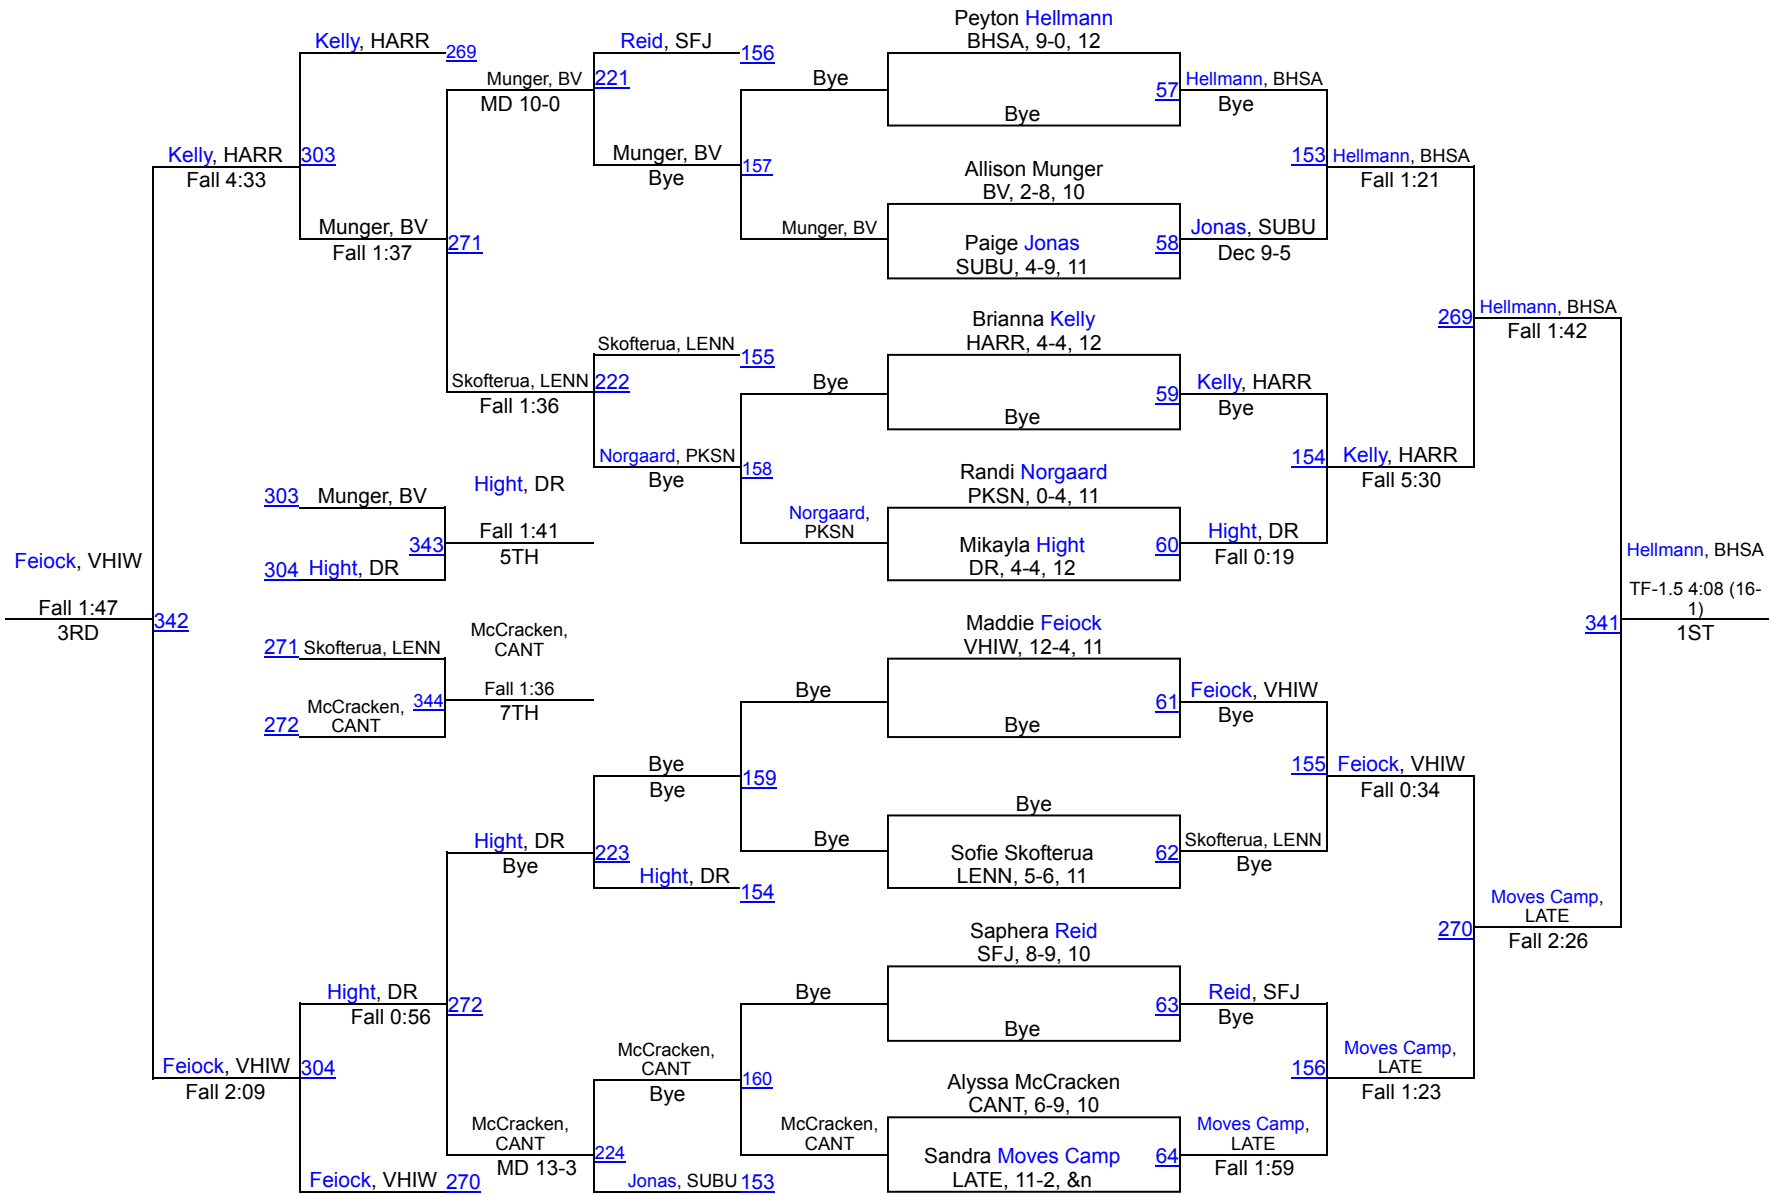 Peyton Hellmann
BHSA, 9-0, 12
Kelly, HARR
269
Reid, SFJ
156
Munger, BV
221
MD 10-0
Bye
57
Hellmann, BHSA
Bye
Bye
Kelly, HARR
303
Fall 4:33
Munger, BV
157
Bye
Allison Munger
BV, 2-8, 10
153
Hellmann, BHSA
Fall 1:21
Munger, BV
271
Fall 1:37
Munger, BV
Paige Jonas
SUBU, 4-9, 11
58
Jonas, SUBU
Dec 9-5
Brianna Kelly
HARR, 4-4, 12
269
Hellmann, BHSA
Fall 1:42
Skofterua, LENN
155
Skofterua, LENN
222
Fall 1:36
Bye
59
Kelly, HARR
Bye
Bye
Norgaard, PKSN
158
Bye
Randi Norgaard
PKSN, 0-4, 11
154
Kelly, HARR
Fall 5:30
303
Munger, BV
Hight, DR
Fall 1:41
343
5TH
304
Hight, DR
Norgaard,
PKSN
Mikayla Hight
DR, 4-4, 12
60
Hight, DR
Fall 0:19
Feiock, VHIW
Fall 1:47
3RD
342
Hellmann, BHSA
TF-1.5 4:08 (16-
1)
341
1ST
271
Skofterua, LENN
McCracken,
CANT
Fall 1:36
344
7TH
272
McCracken,
CANT
Maddie Feiock
VHIW, 12-4, 11
Bye
61
Feiock, VHIW
Bye
Bye
Bye
159
Bye
155
Feiock, VHIW
Fall 0:34
Bye
Hight, DR
223
Bye
Hight, DR
154
Bye
Sofie Skofterua
LENN, 5-6, 11
62
Skofterua, LENN
Bye
Saphera Reid
SFJ, 8-9, 10
270
Moves Camp,
LATE
Fall 2:26
Hight, DR
272
Fall 0:56
Bye
63
Reid, SFJ
Bye
Bye
Feiock, VHIW
304
Fall 2:09
McCracken,
CANT
160
Bye
Alyssa McCracken
CANT, 6-9, 10
156
Moves Camp,
LATE
Fall 1:23
McCracken,
CANT
224
MD 13-3
McCracken,
CANT
Sandra Moves Camp
LATE, 11-2, &n
64
Moves Camp,
LATE
Fall 1:59
Feiock, VHIW
270
Jonas, SUBU
153